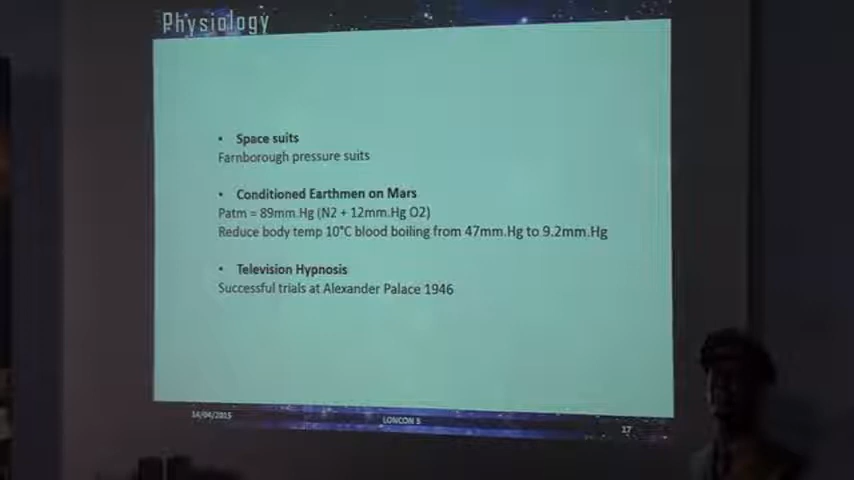 Physiology
• Space suits
Farnborough pressure suits
• Conditioned Earthmen on Mars
Patm = 89mm.Hg (N2 + 12mm.Hg O2)
Reduce body temp 10°C blood boiling from 47mm.Hg to 9.2mm.Hg
• Television Hypnosis
Successful trials at Alexander Palace 1946
14/04/2015
LONCON 3
17